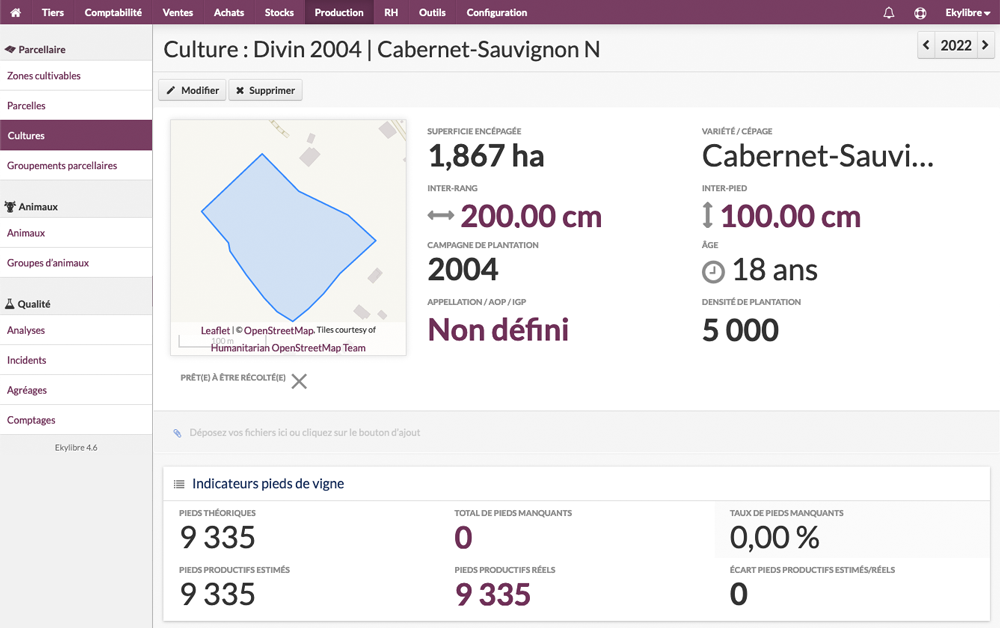 Tiers Comptabilité Ventes Achats Stocks Production RH Outils Configuration Ekylibre
Parcellaire
Zones cultivables
Parcelles
Cultures
Groupements parcellaires
Animaux
Animaux
Groupes d'animaux
Qualité
Analyses
Incidents
Agréages
Comptages
Ekylibre 4.6
Culture : Divin 2004 | Cabernet-Sauvignon N
2022
Modifier Supprimer
Leaflet | © OpenStreetMap, Tiles courtesy of
100 m
Humanitarian OpenStreetMap Team
SUPERFICIE ENCÉPAGÉE
1,867 ha
VARIÉTÉ / CÉPAGE
Cabernet-Sauvi...
INTER-RANG
200,00 cm
INTER-PIED
100,00 cm
CAMPAGNE DE PLANTATION
2004
ÂGE
18 ans
APPELLATION / AOP / IGP
Non défini
DENSITÉ DE PLANTATION
5 000
PRÊT(E) À ÊTRE RÉCOLTÉ(E)
Déposez vos fichiers ici ou cliquez sur le bouton d'ajout
Indicateurs pieds de vigne
PIEDS THÉORIQUES
9 335
TOTAL DE PIEDS MANQUANTS
0
TAUX DE PIEDS MANQUANTS
0,00 %
PIEDS PRODUCTIFS ESTIMÉS
9 335
PIEDS PRODUCTIFS RÉELS
9 335
ÉCART PIEDS PRODUCTIFS ESTIMÉS/RÉELS
0